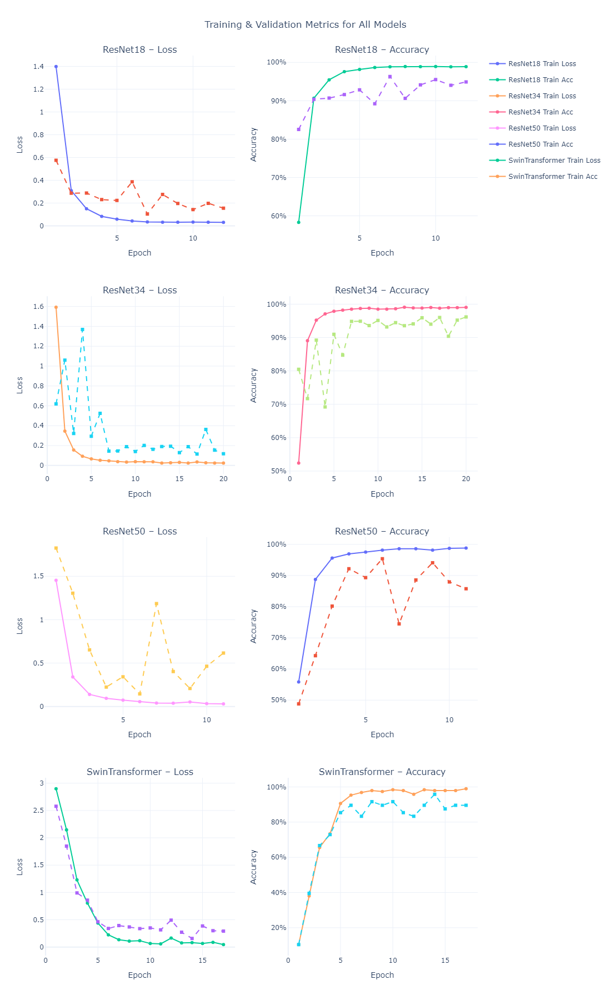 Training & Validation Metrics for All Models
ResNet18 – Loss
1.4
1.2
1
0.8
0.6
0.4
0.2
0
Loss
5
10
Epoch
ResNet18 – Accuracy
100%
90%
80%
70%
60%
Accuracy
5
10
Epoch
ResNet18 Train Loss
ResNet18 Train Acc
ResNet34 Train Loss
ResNet34 Train Acc
ResNet50 Train Loss
ResNet50 Train Acc
SwinTransformer Train Loss
SwinTransformer Train Acc
ResNet34 – Loss
1.6
1.4
1.2
1
0.8
0.6
0.4
0.2
0
Loss
0
5
10
15
20
Epoch
ResNet34 – Accuracy
100%
90%
80%
70%
60%
50%
Accuracy
0
5
10
15
20
Epoch
ResNet50 – Loss
1.5
1
0.5
0
Loss
5
10
Epoch
ResNet50 – Accuracy
100%
90%
80%
70%
60%
50%
Accuracy
5
10
Epoch
SwinTransformer – Loss
3
2.5
2
1.5
1
0.5
0
Loss
0
5
10
15
Epoch
SwinTransformer – Accuracy
100%
80%
60%
40%
20%
Accuracy
0
5
10
15
Epoch